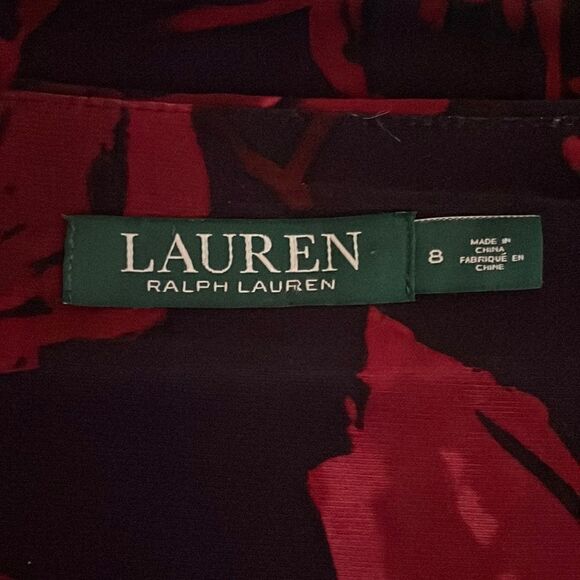 LAUREN
RALPH LAUREN
8
MADE IN
CHINA
FABRIQUÉ EN
CHINE